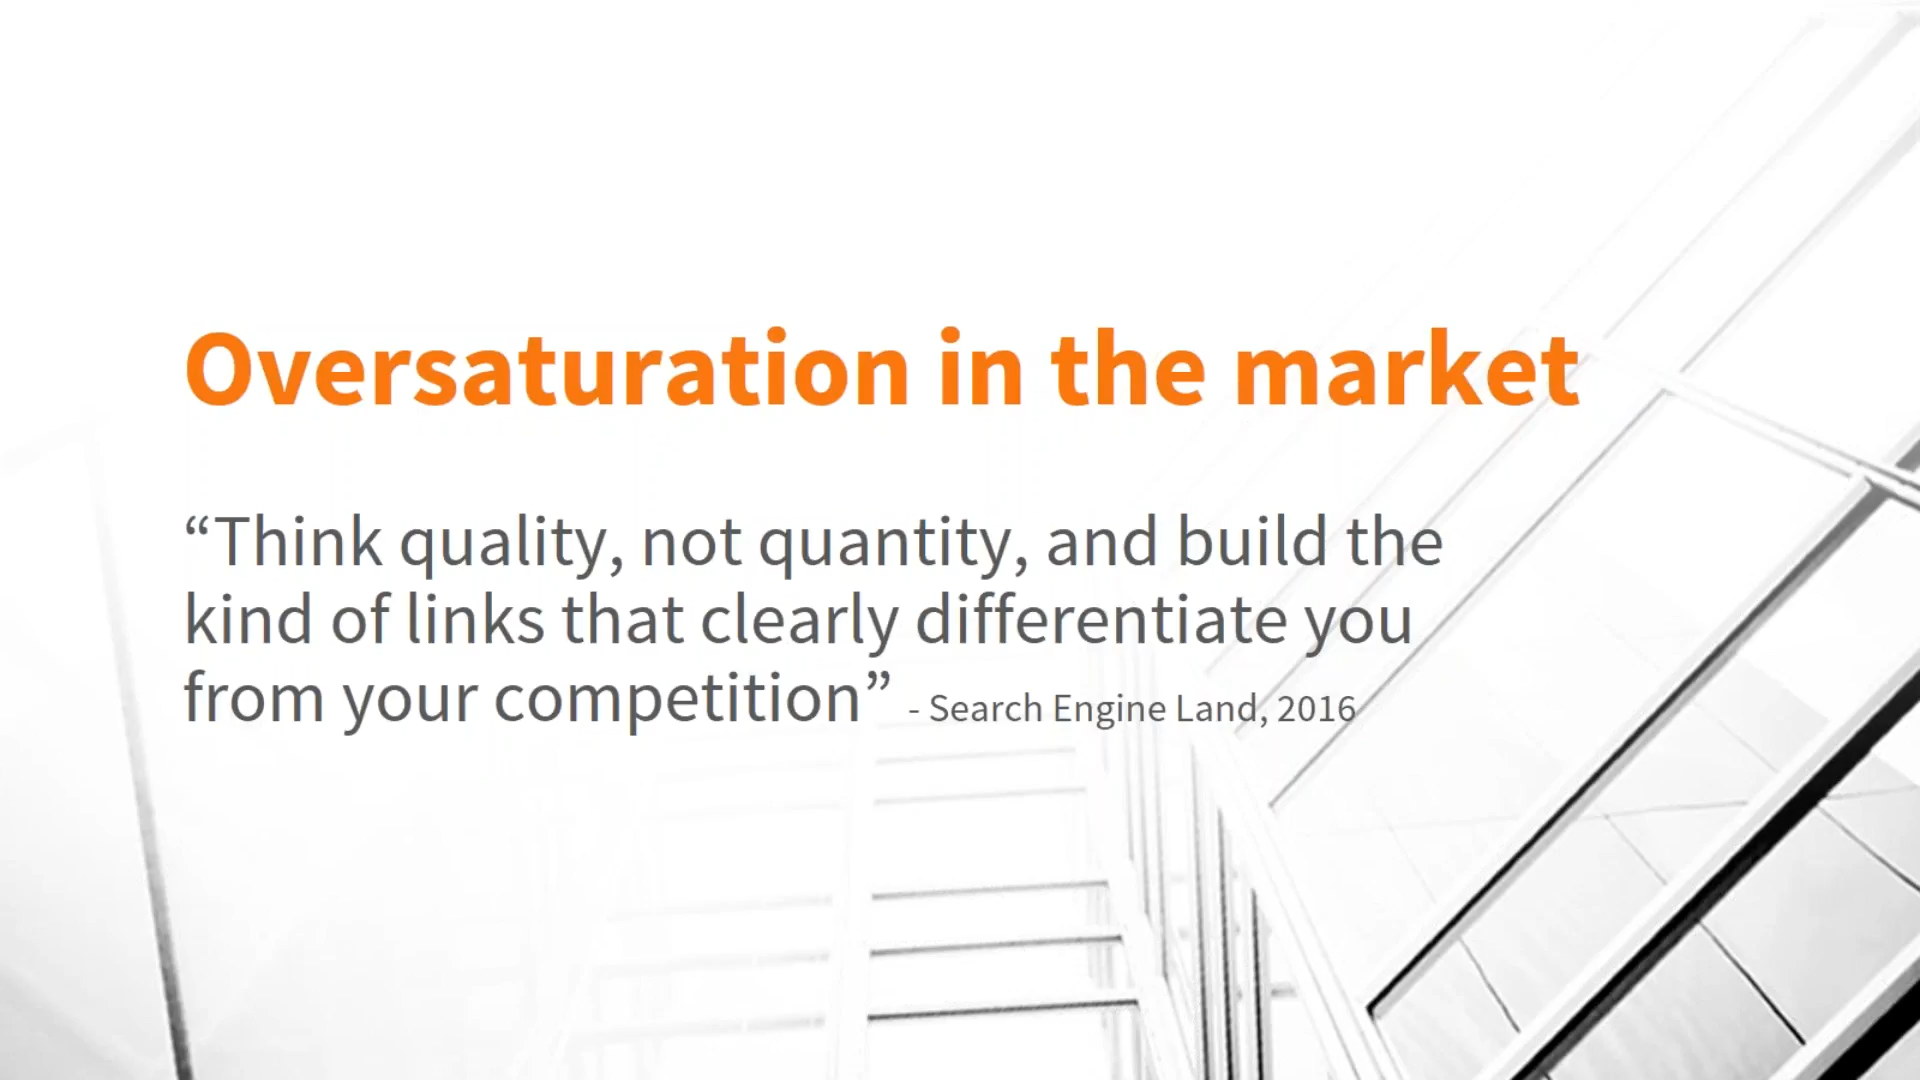 Oversaturation in the market
“Think quality, not quantity, and build the
kind of links that clearly differentiate you
from your competition” - Search Engine Land, 2016